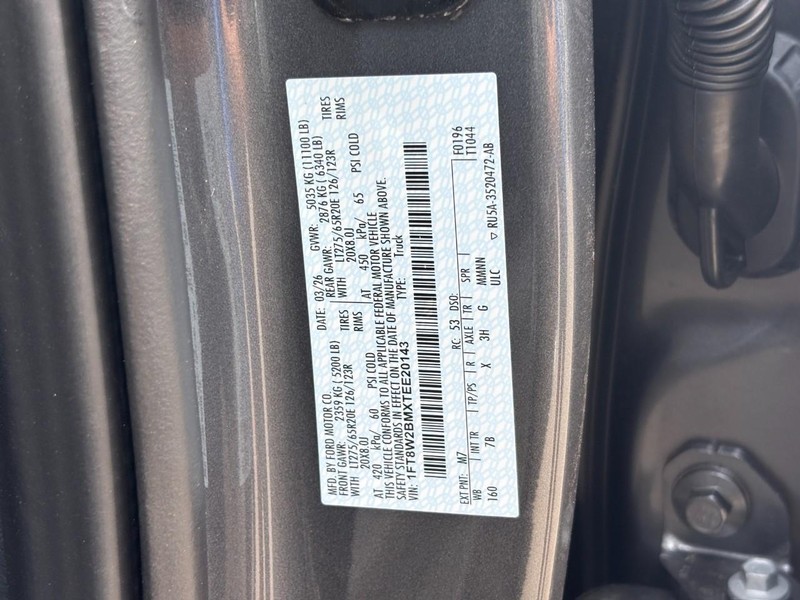 MFD. BY FORD MOTOR CO.
DATE: 03/26
GVWR: 5035 KG (11100 LB)
FRONT GAWR: 2359 KG (5200 LB)
REAR GAWR: 2876 KG (6340 LB)
WITH LT275/65R20E 126/123R TIRES
WITH LT275/65R20E 126/123R TIRES
20X8.0J RIMS
20X8.0J RIMS
AT 420 kPa/ 60 PSI COLD
AT 450 kPa/ 65 PSI COLD
THIS VEHICLE CONFORMS TO ALL APPLICABLE FEDERAL MOTOR VEHICLE
SAFETY STANDARDS IN EFFECT ON THE DATE OF MANUFACTURE SHOWN ABOVE.
VIN: 1FT8W2BMXTEE20143
TYPE: Truck
F0196
T1044
EXT PNT: M7 RC: 53 DSO:
WB INT TR TP/PS R AXLE TR SPR
160 7B X 3H G MMNN
ULC
▽ RU5A-3520472-AB